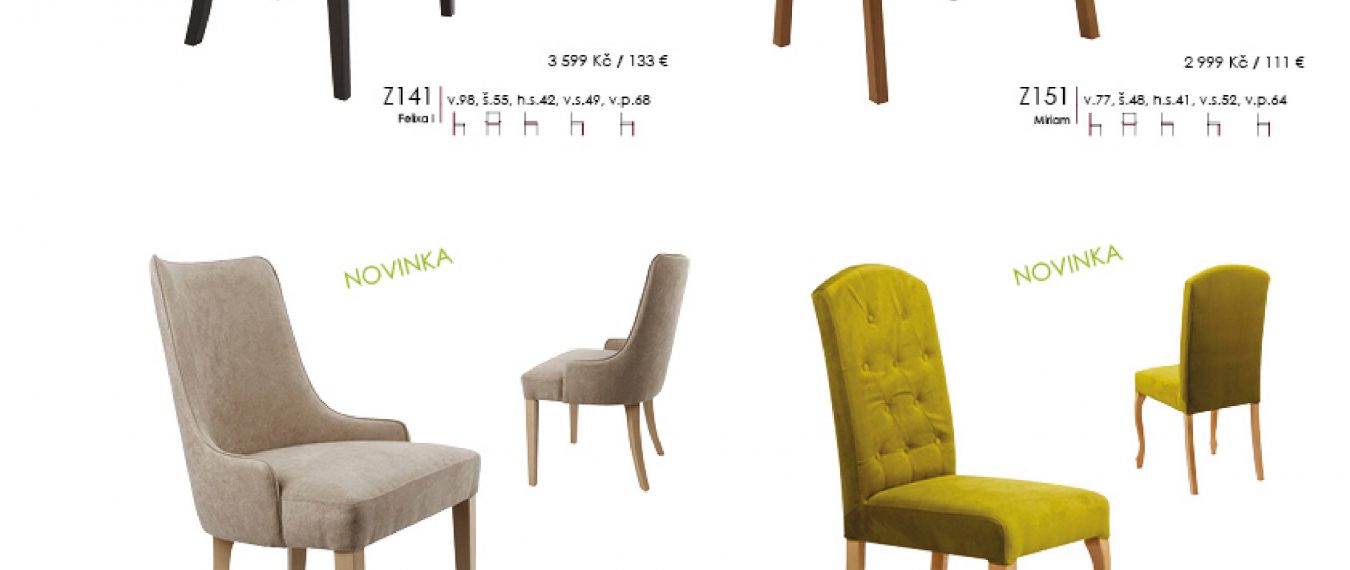 3 599 Kč / 133 €
Z141 v.98, š.55, h.s.42, v.s.49, v.p.68
Felixa I
2 999 Kč / 111 €
Z151 v.77, š.48, h.s.41, v.s.52, v.p.64
Miriam
NOVINKA
NOVINKA